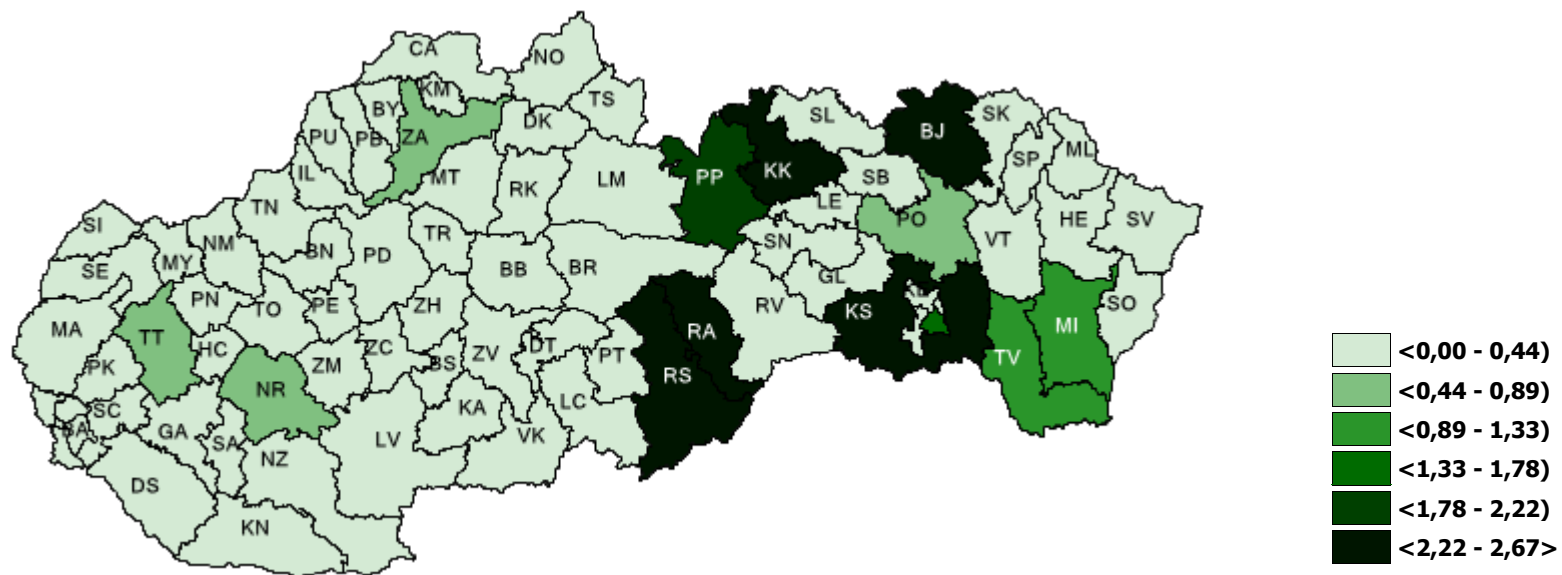 CA
NO
KM
TS
BY
PU
PB
ZA
DK
SL
BJ
SK
SP
ML
IL
MT
RK
LM
PP
KK
SB
LE
PO
HE
SV
TN
SI
NM
BN
PD
TR
SN
VT
SE
MY
BB
BR
GL
PN
TO
PE
ZH
RV
KS
SO
MA
TT
HC
RA
MI
PK
ZM
ZC
BS
ZV
DT
PT
TV
NR
RS
SC
KA
LC
BA
GA
SA
LV
VK
NZ
DS
KN
<0,00 - 0,44)
<0,44 - 0,89)
<0,89 - 1,33)
<1,33 - 1,78)
<1,78 - 2,22)
<2,22 - 2,67>